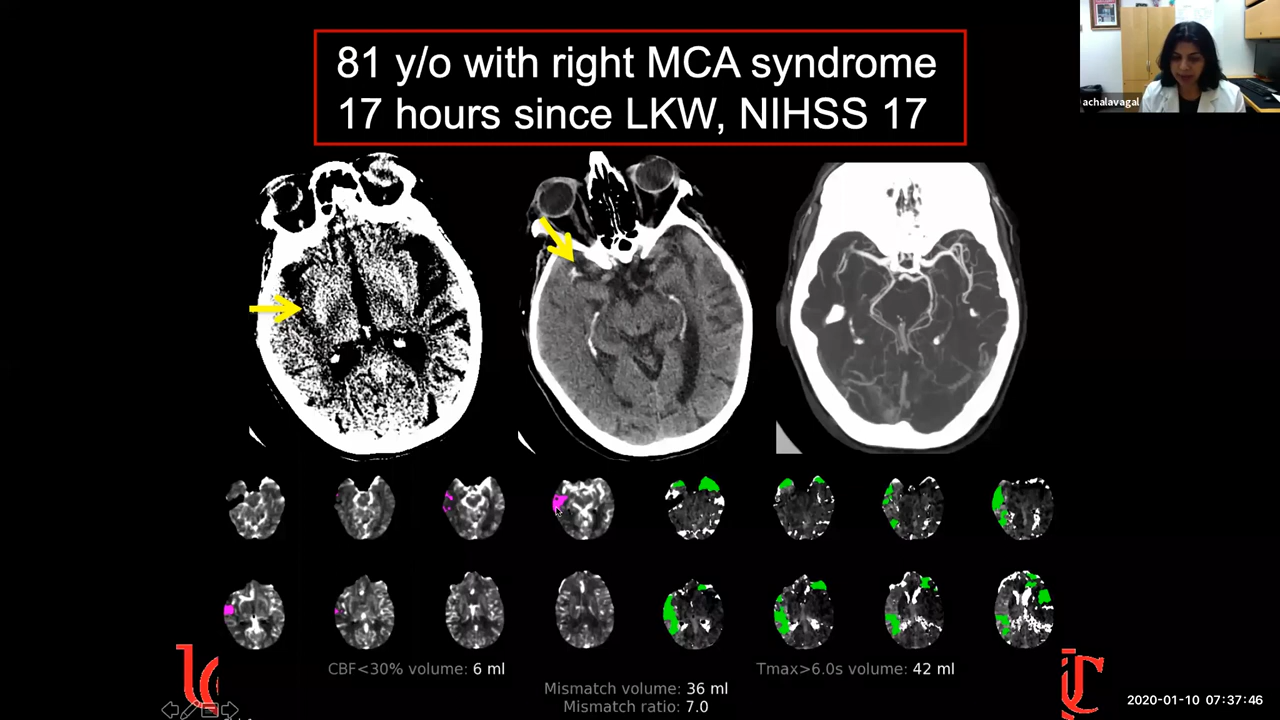 81 y/o with right MCA syndrome
17 hours since LKW, NIHSS 17
achalavagal
CBF<30% volume: 6 ml
Tmax>6.0s volume: 42 ml
Mismatch volume: 36 ml
Mismatch ratio: 7.0
2020-01-10 07:37:46